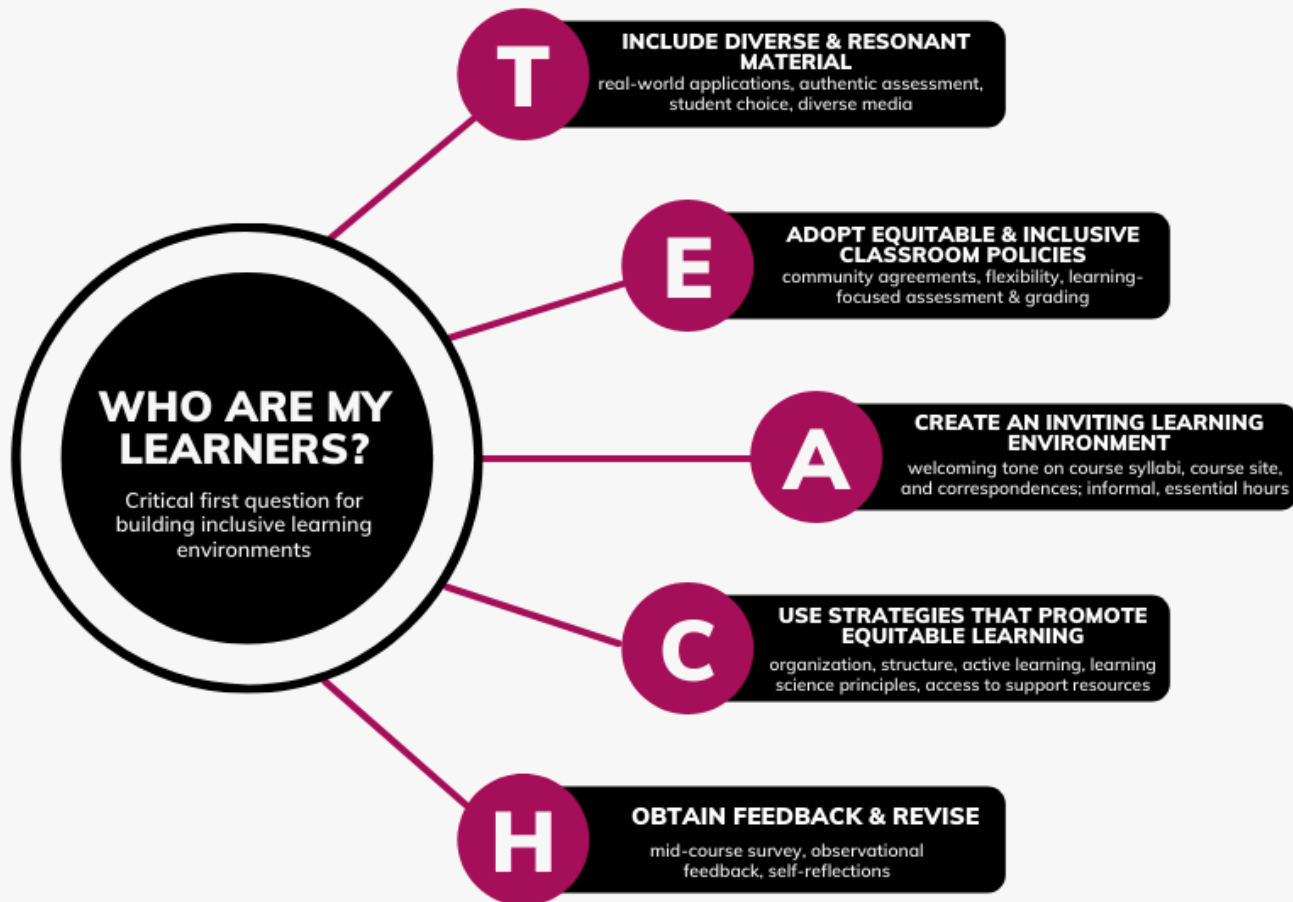 T
INCLUDE DIVERSE & RESONANT
MATERIAL
real-world applications, authentic assessment,
student choice, diverse media
E
ADOPT EQUITABLE & INCLUSIVE
CLASSROOM POLICIES
community agreements, flexibility, learning-
focused assessment & grading
WHO ARE MY
LEARNERS?
Critical first question for
building inclusive learning
environments
A
CREATE AN INVITING LEARNING
ENVIRONMENT
welcoming tone on course syllabi, course site,
and correspondences; informal, essential hours
C
USE STRATEGIES THAT PROMOTE
EQUITABLE LEARNING
organization, structure, active learning, learning
science principles, access to support resources
H
OBTAIN FEEDBACK & REVISE
mid-course survey, observational
feedback, self-reflections